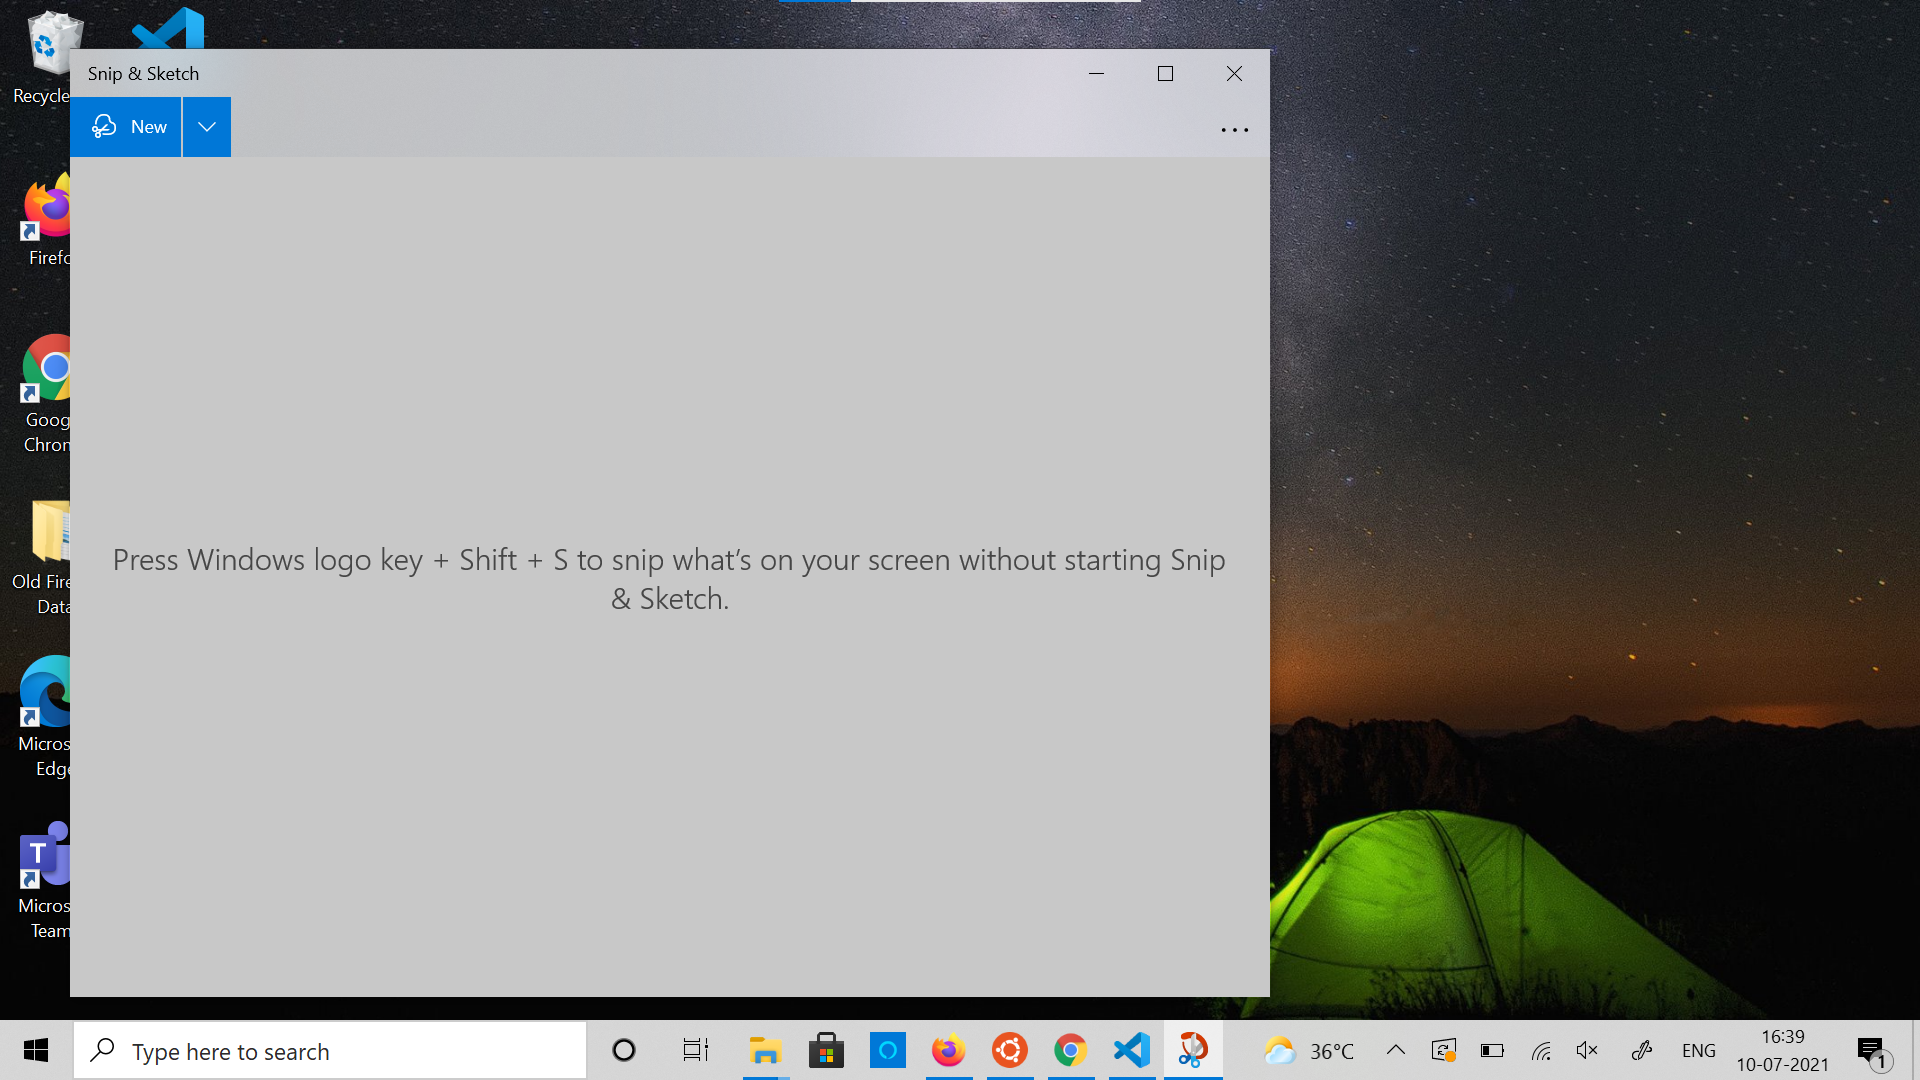 Recycle
Snip & Sketch
New
Firefo
Goog
Chron
Press Windows logo key + Shift + S to snip what's on your screen without starting Snip
& Sketch.
Old Fire
Data
Micros
Edge
T
Micros
Team
Type here to search
36°C
ENG
16:39
10-07-2021
1